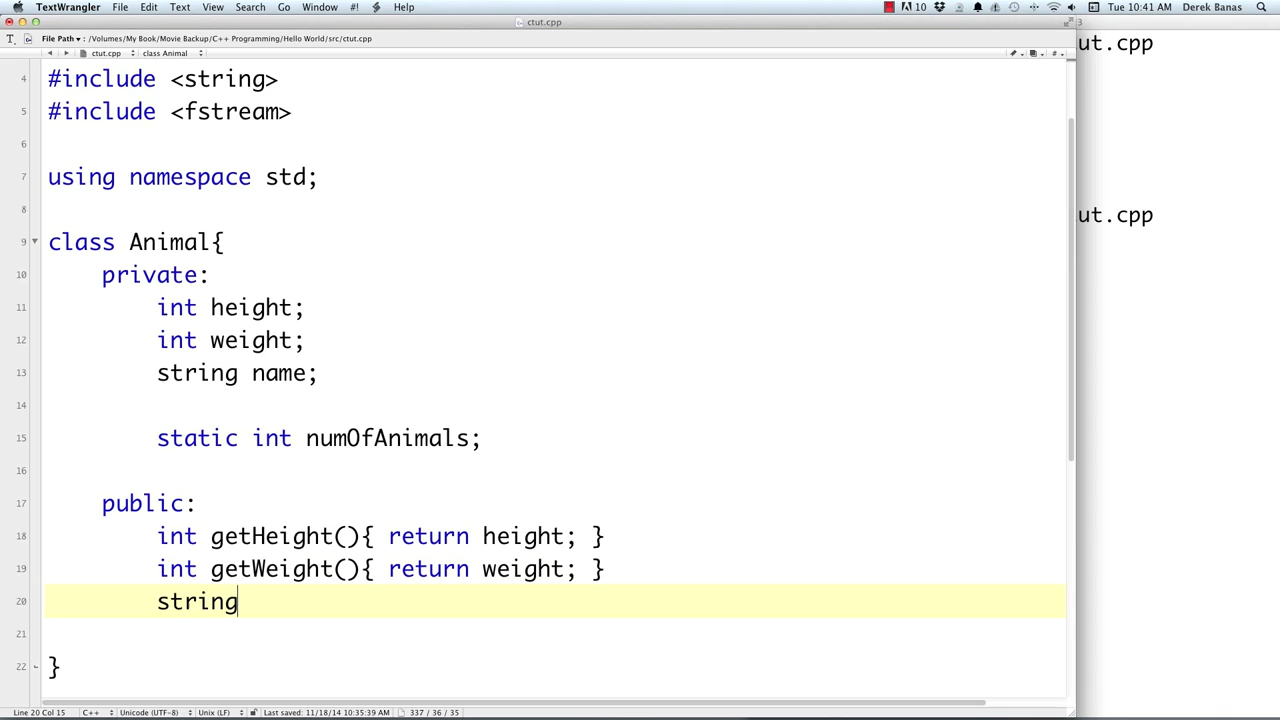 TextWrangler File Edit Text View Search Go Window #! Help 10 Tue 10:41 AM Derek Banas
ctut.cpp
File Path ▾ : /Volumes/My Book/Movie Backup/C++ Programming/Hello World/src/ctut.cpp
ctut.cpp class Animal
4 #include <string>
5 #include <fstream>
6
7 using namespace std;
8
9 class Animal{
10 private:
11 int height;
12 int weight;
13 string name;
14
15 static int numOfAnimals;
16
17 public:
18 int getHeight(){ return height; }
19 int getWeight(){ return weight; }
20 string
21
22 }
Line 20 Col 15 C++ Unicode (UTF-8) Unix (LF) Last saved: 11/18/14 10:35:39 AM 337 / 36 / 35
3
ut.cpp
ut.cpp